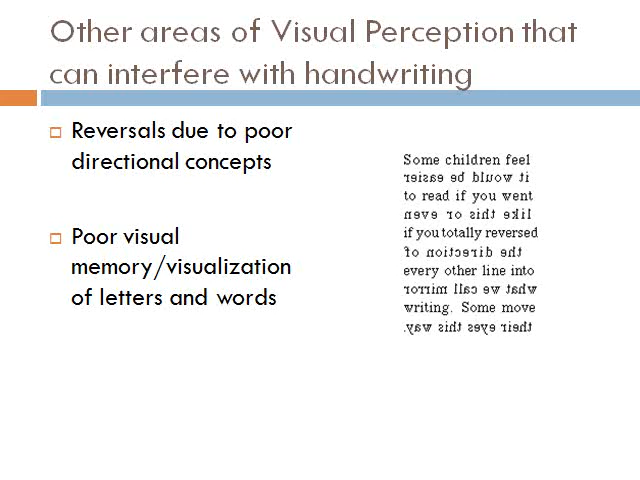 Other areas of Visual Perception that
can interfere with handwriting
Reversals due to poor
directional concepts
Poor visual
memory/visualization
of letters and words
Some children feel
it would be easier
to read if you went
like this or even
if you totally reversed
the direction of
every other line into
what we call mirror
writing. Some move
their eyes this way.